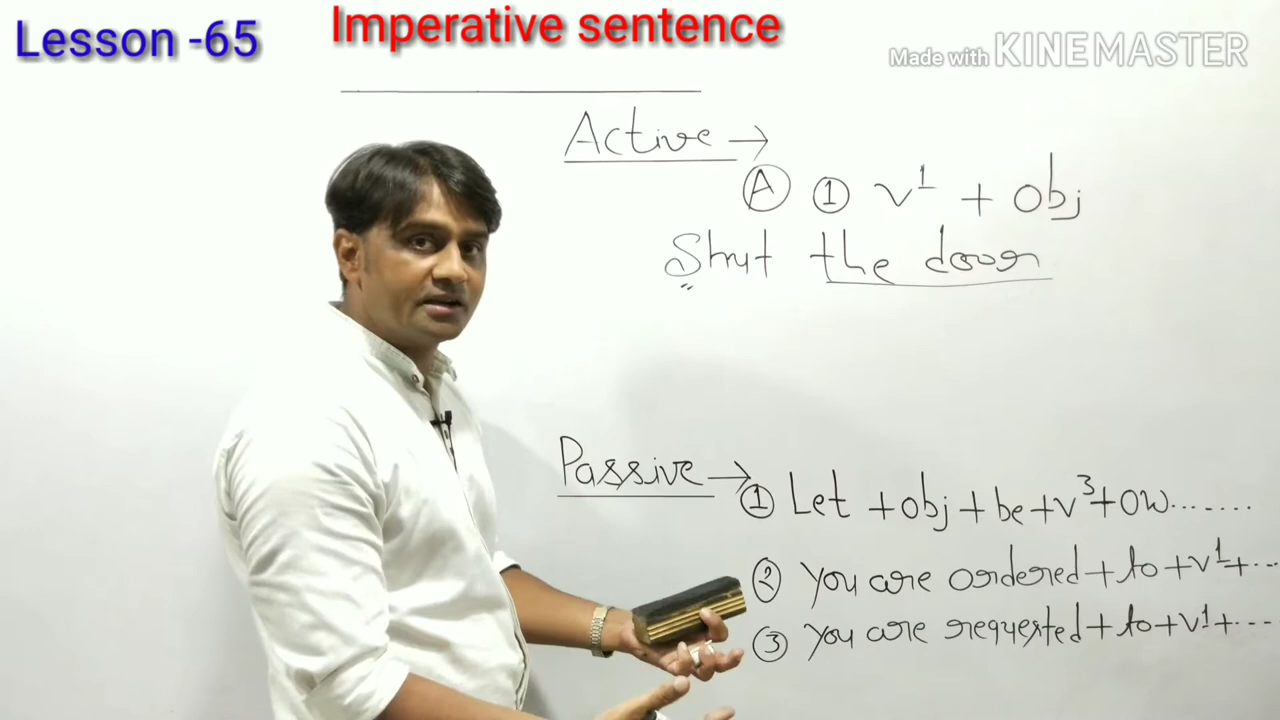 Lesson -65
Imperative sentence
Made with KINEMASTER
Active →
Ⓐ ① V¹ + obj
Shut the door
Passive →
① Let + obj + be + v³ + ow.......
② You are ordered + to + v¹ + ...
③ You are requested + to + v¹ + ....